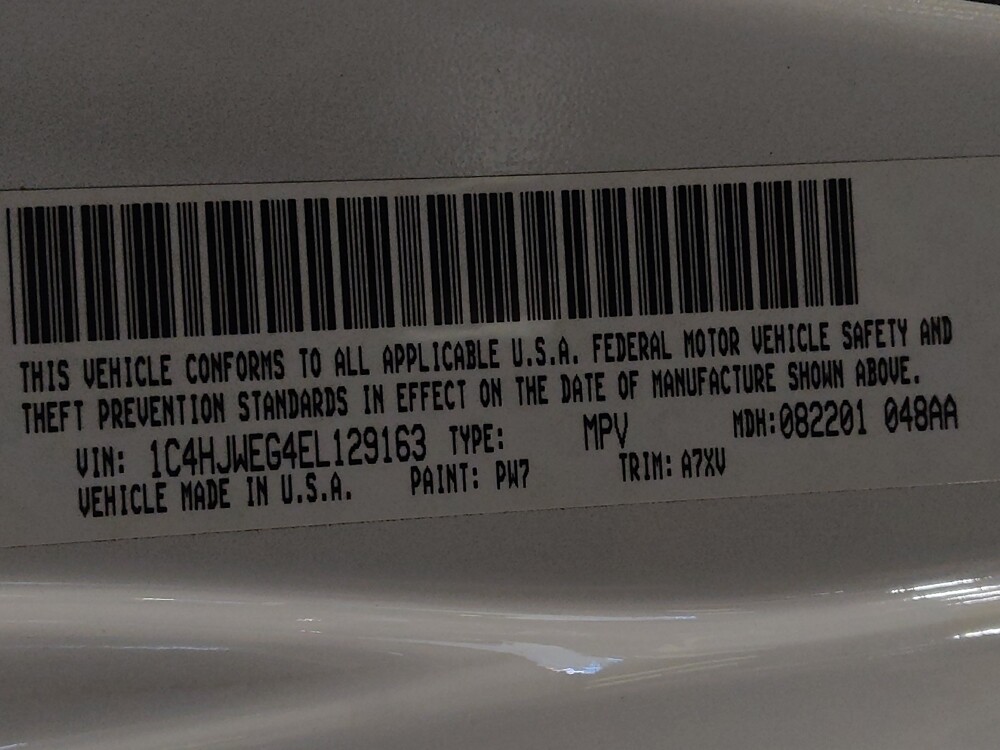 THIS VEHICLE CONFORMS TO ALL APPLICABLE U.S.A. FEDERAL MOTOR VEHICLE SAFETY AND
THEFT PREVENTION STANDARDS IN EFFECT ON THE DATE OF MANUFACTURE SHOWN ABOVE.
VIN: 1C4HJWEG4EL129163 TYPE: MPV MDH:082201 048AA
VEHICLE MADE IN U.S.A. PAINT: PW7 TRIM: A7XV